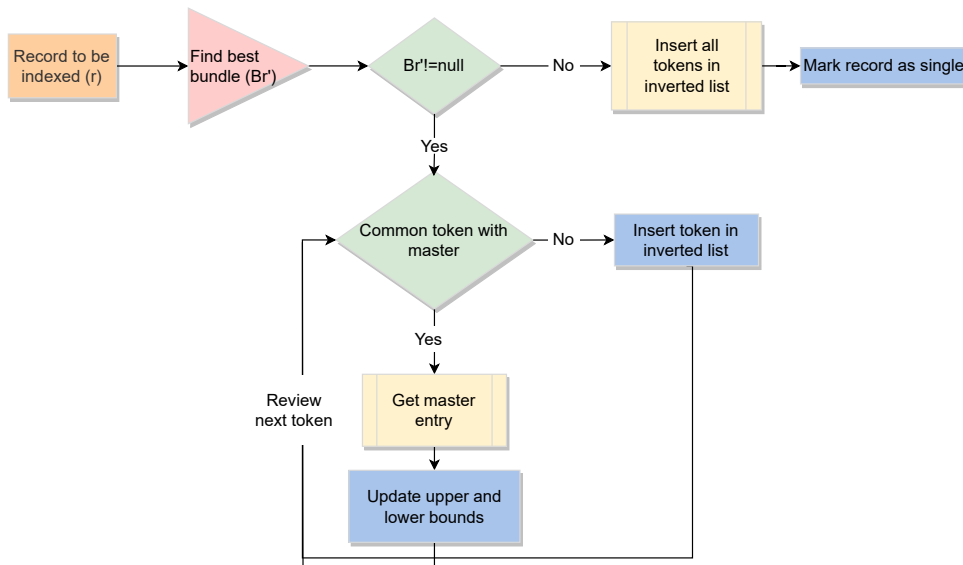 Record to be
indexed (r)
Find best
bundle (Br')
Br'!=null
No
Insert all
tokens in
inverted list
Mark record as single
Yes
Common token with
master
No
Insert token in
inverted list
Yes
Review
next token
Get master
entry
Update upper and
lower bounds